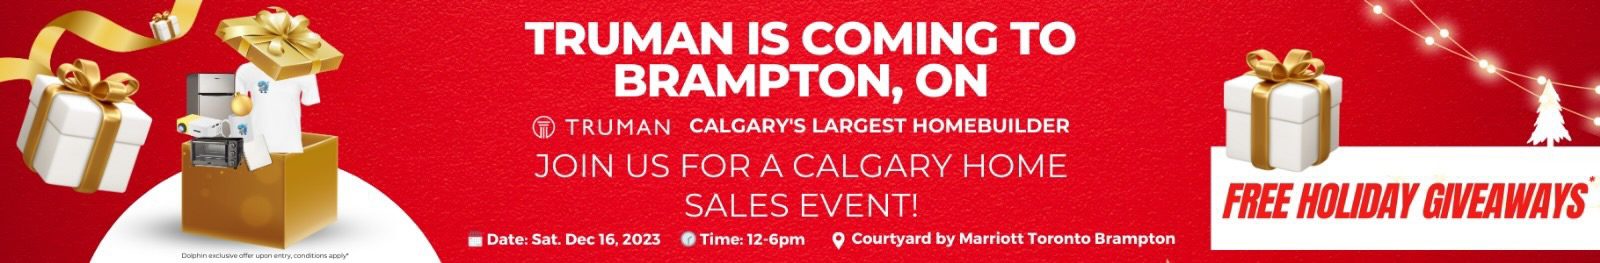 TRUMAN IS COMING TO
BRAMPTON, ON
TRUMAN CALGARY'S LARGEST HOMEBUILDER
JOIN US FOR A CALGARY HOME
SALES EVENT!
Date: Sat. Dec 16, 2023 Time: 12-6pm Courtyard by Marriott Toronto Brampton
FREE HOLIDAY GIVEAWAYS*
Dolphin exclusive offer upon entry, conditions apply*